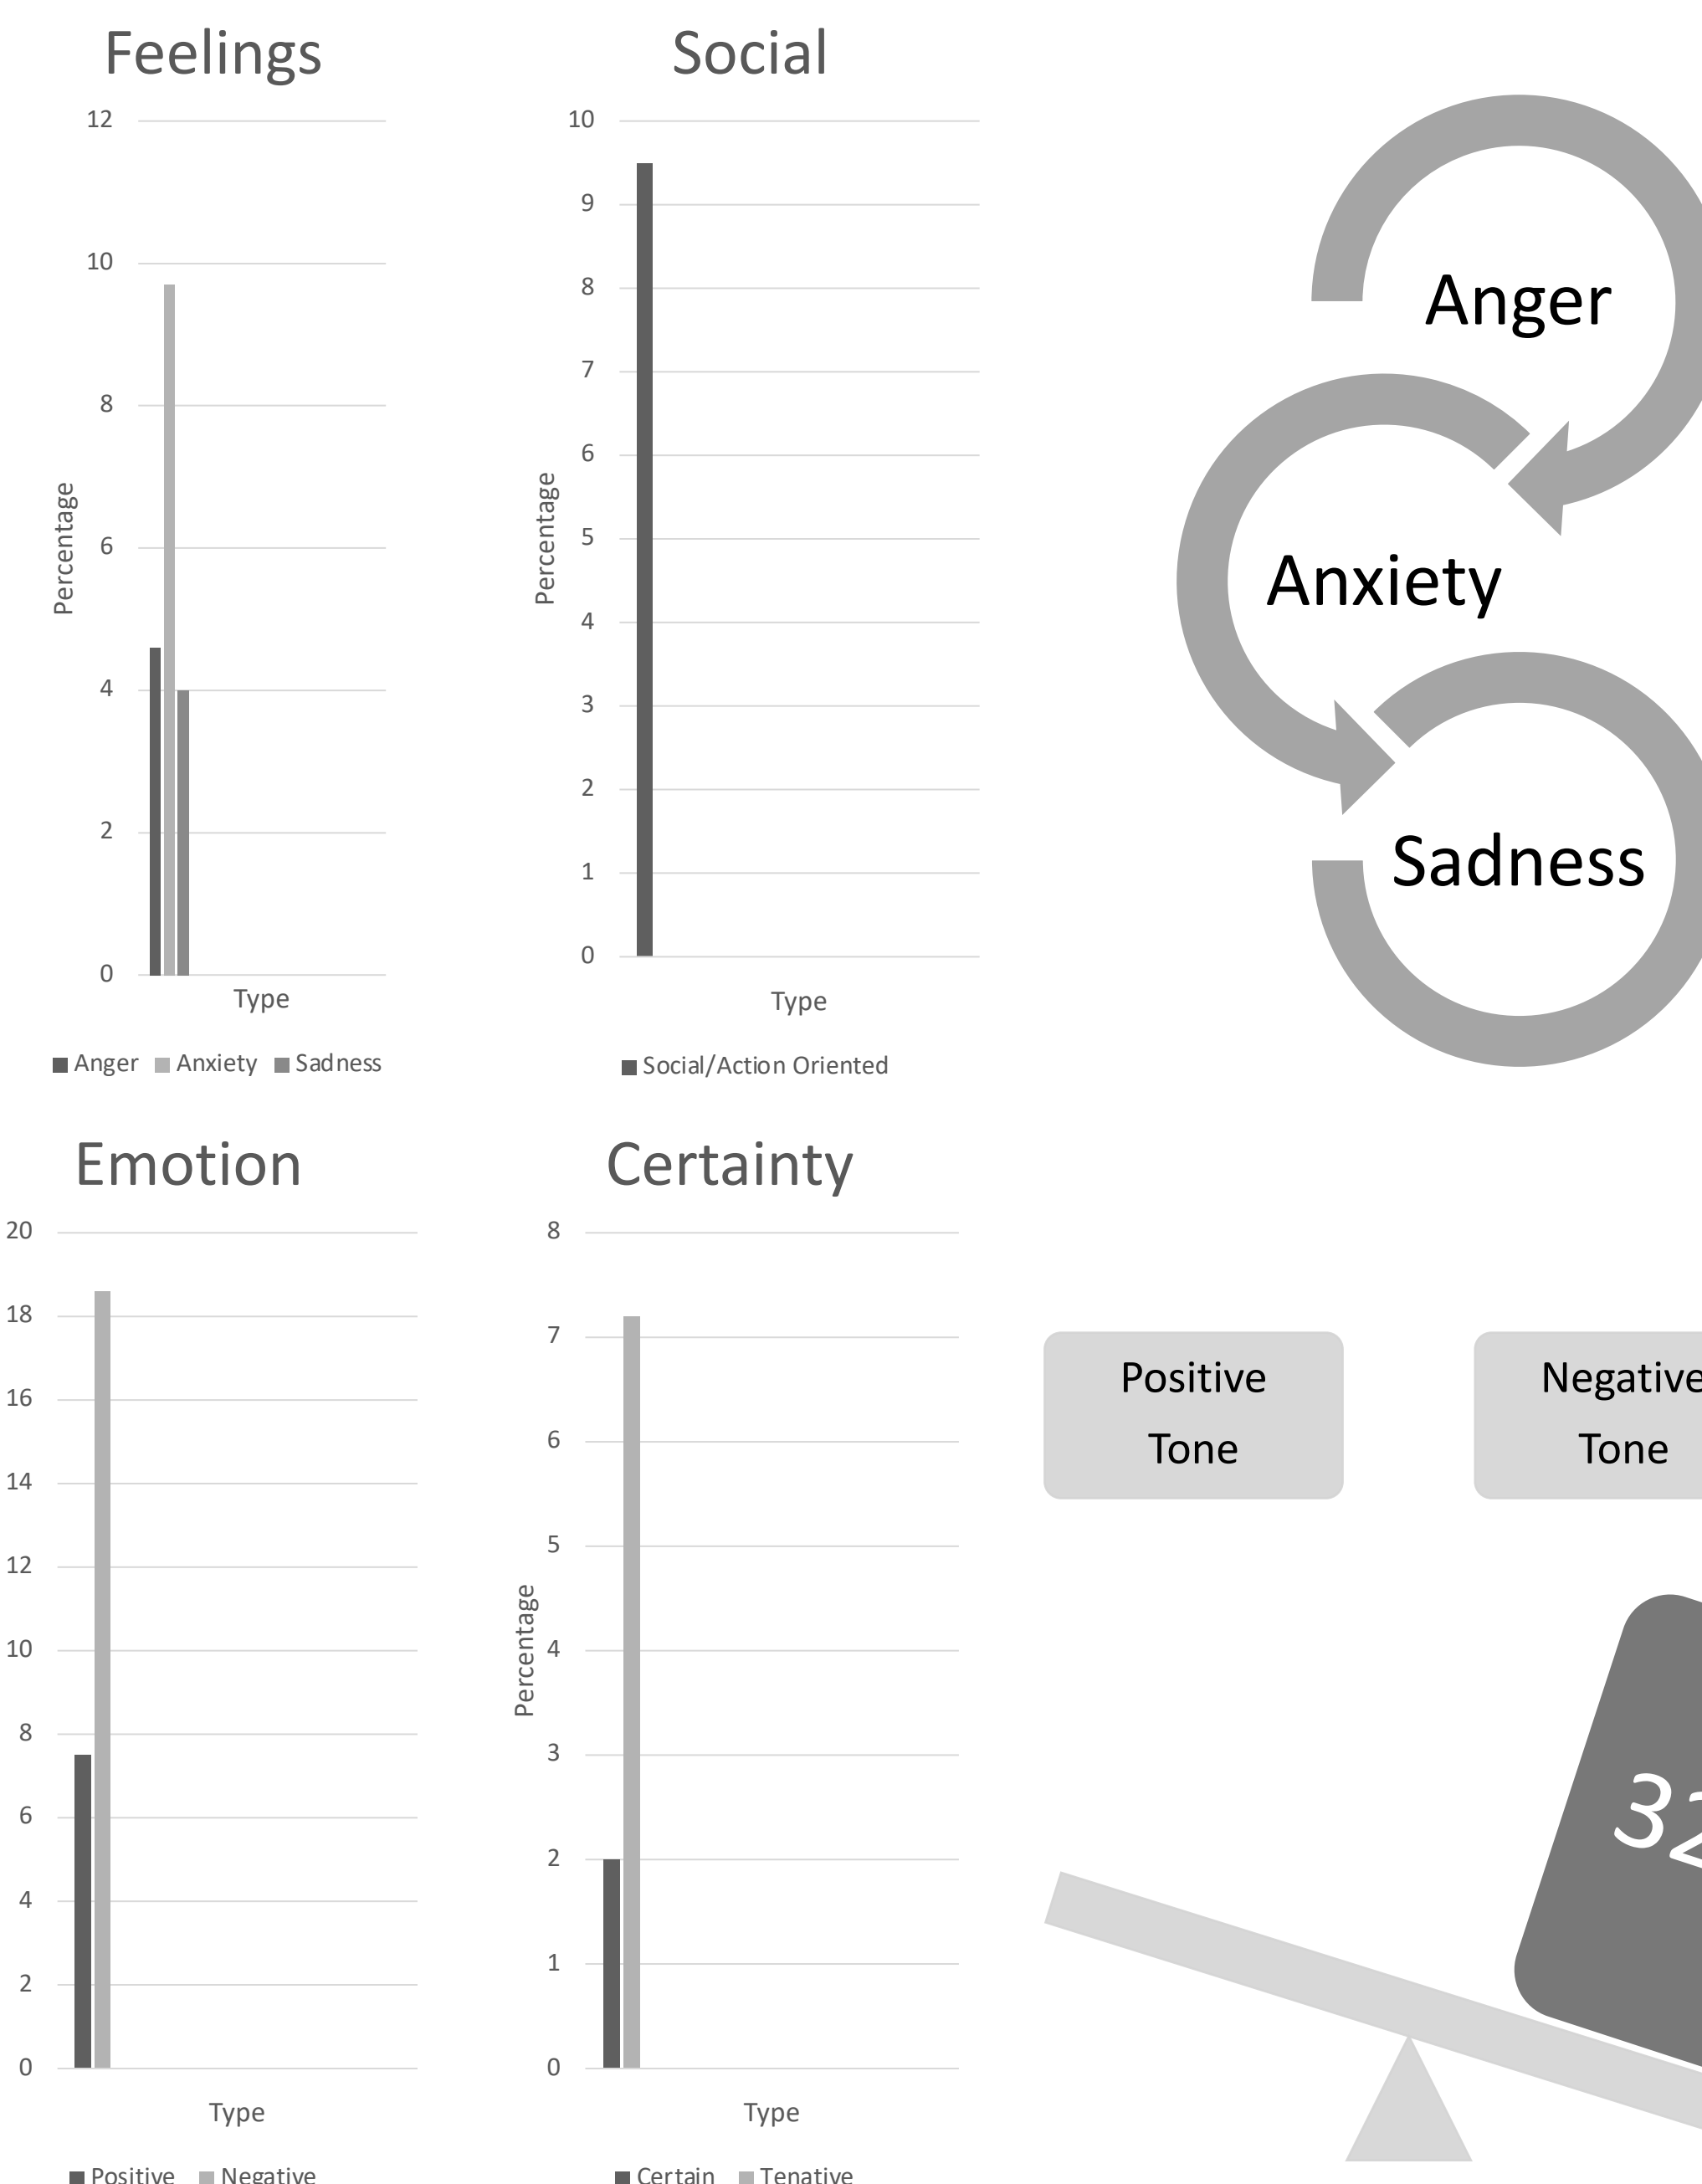 Feelings
12
10
8
6
4
2
0
Percentage
Type
Anger Anxiety Sadness
Social
10
9
8
7
6
5
4
3
2
1
0
Percentage
Type
Social/Action Oriented
Anger
Anxiety
Sadness
Emotion
20
18
16
14
12
10
8
6
4
2
0
Type
Positive Negative
Certainty
8
7
6
5
4
3
2
1
0
Percentage
Type
Certain Tenative
Positive
Tone
Negative
Tone
32